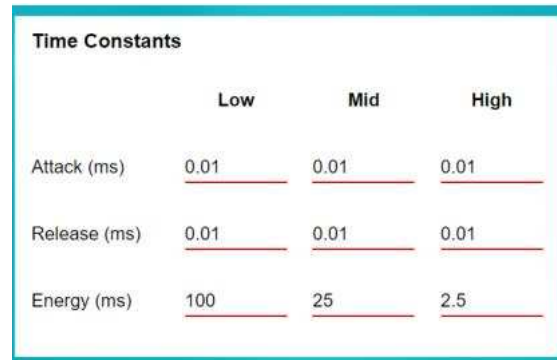 Time Constants
Low Mid High
Attack (ms) 0.01 0.01 0.01
Release (ms) 0.01 0.01 0.01
Energy (ms) 100 25 2.5